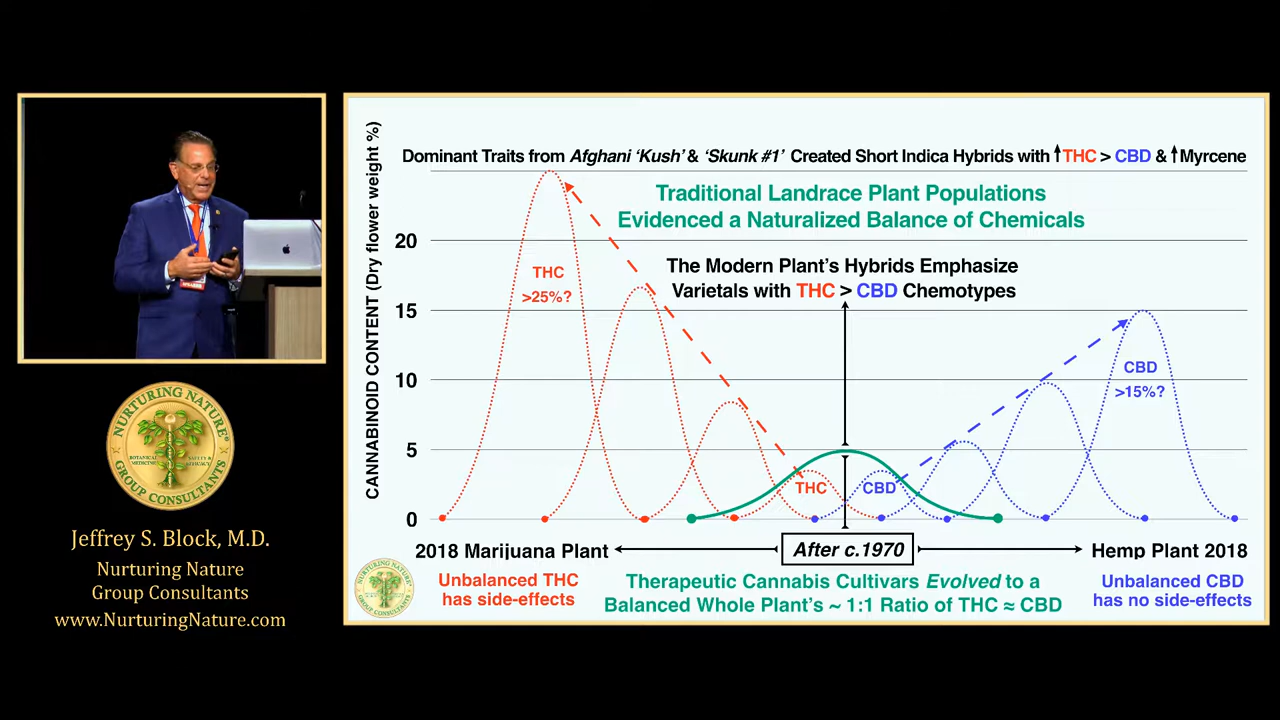 Dominant Traits from Afghani ‘Kush’ & ‘Skunk #1’ Created Short Indica Hybrids with THC > CBD & Myrcene
Traditional Landrace Plant Populations
Evidenced a Naturalized Balance of Chemicals
The Modern Plant's Hybrids Emphasize
Varietals with THC > CBD Chemotypes
CANNABINOID CONTENT (Dry flower weight %)
20
15
10
5
0
THC
>25%?
CBD
>15%?
THC
CBD
2018 Marijuana Plant
After c.1970
Hemp Plant 2018
Unbalanced THC
has side-effects
Therapeutic Cannabis Cultivars Evolved to a
Balanced Whole Plant's ~ 1:1 Ratio of THC ≈ CBD
Unbalanced CBD
has no side-effects
NURTURING NATURE®
GROUP CONSULTANTS
BOTANICAL
MEDICINE
SAFETY &
EFFICACY
Jeffrey S. Block, M.D.
Nurturing Nature
Group Consultants
www.NurturingNature.com